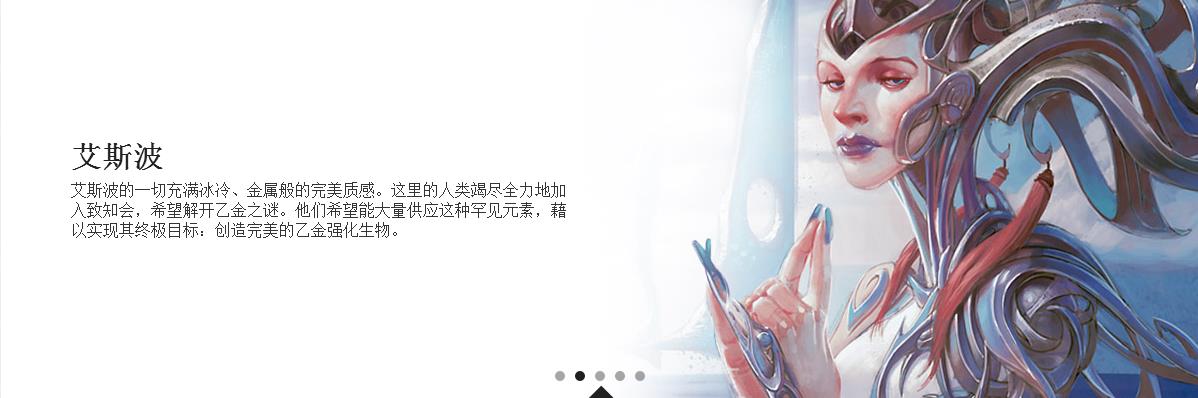 艾斯波
艾斯波的一切充满冰冷、金属般的完美质感。这里的人类竭尽全力地加
入致知会，希望解开乙金之谜。他们希望能大量供应这种罕见元素，藉
以实现其终极目标：创造完美的乙金强化生物。